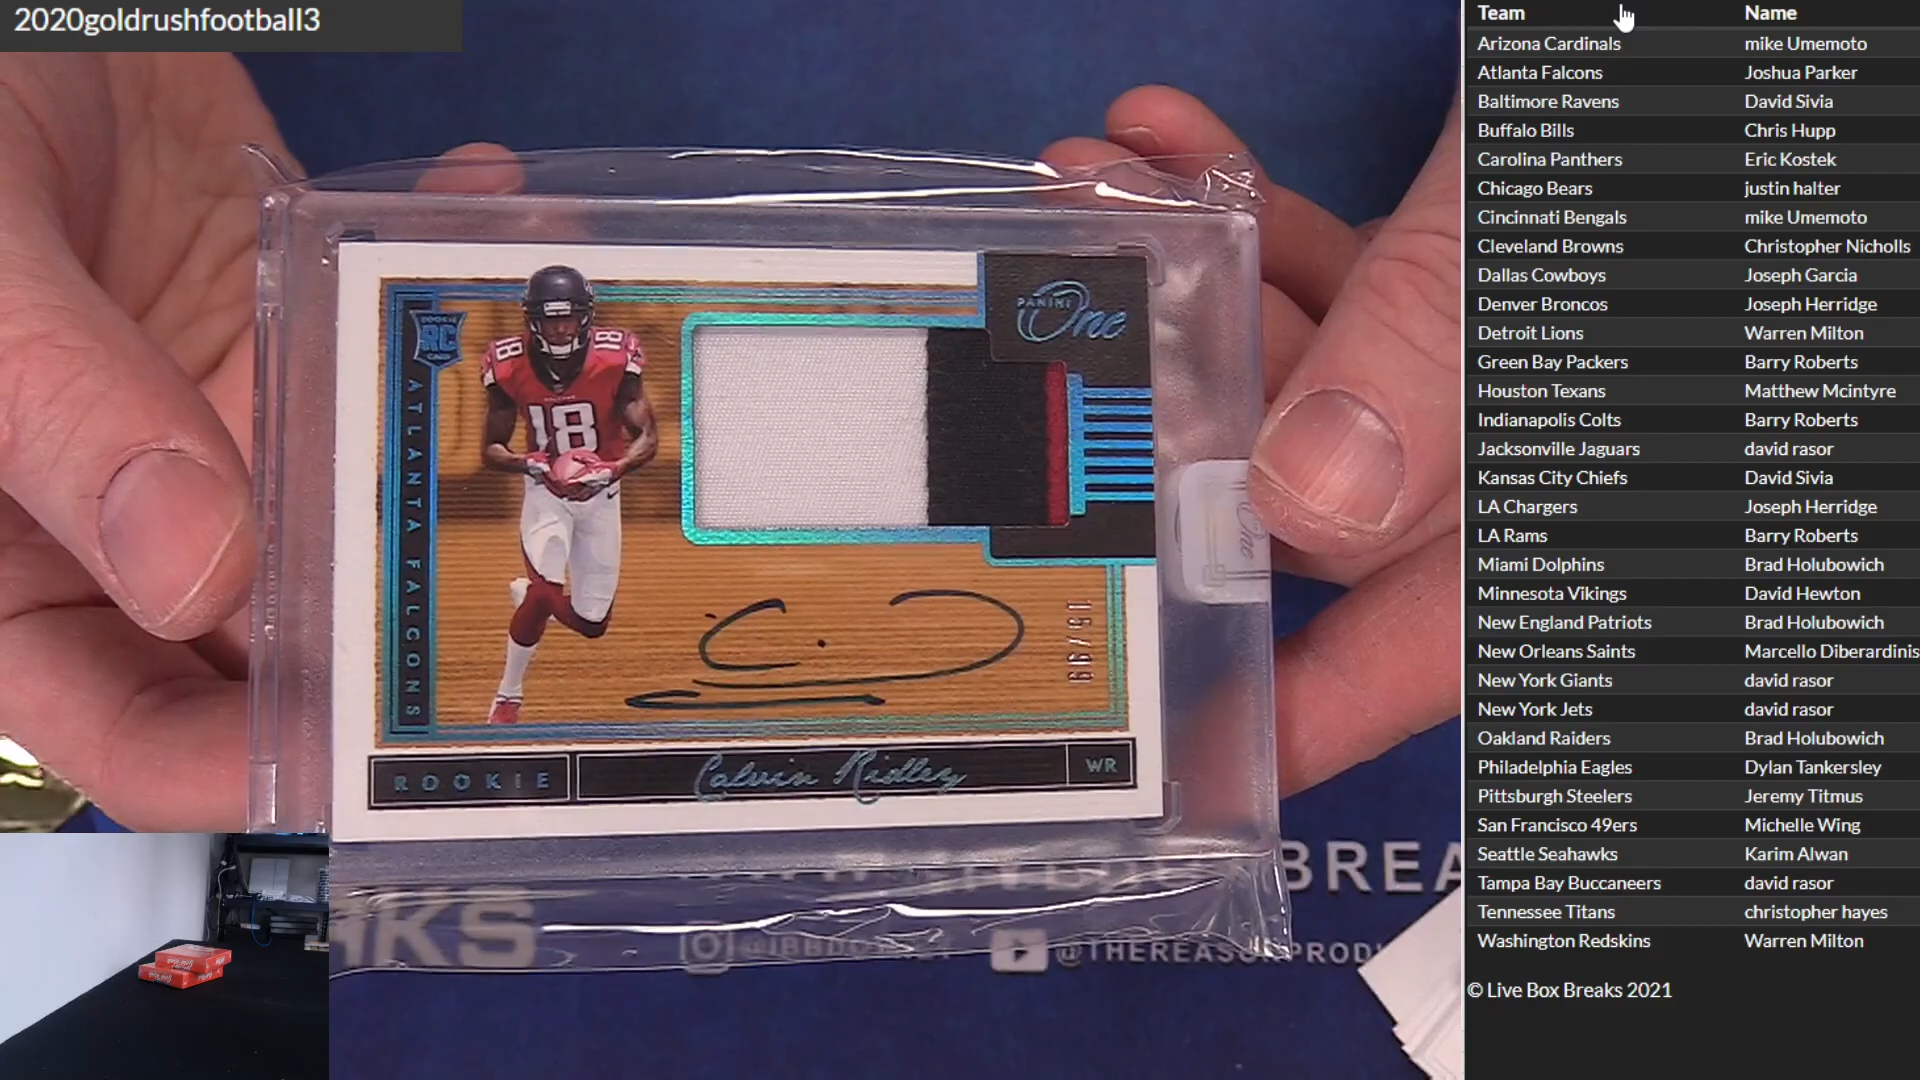 2020goldrushfootball3
Team Name
Arizona Cardinals mike Umemoto
Atlanta Falcons Joshua Parker
Baltimore Ravens David Sivia
Buffalo Bills Chris Hupp
Carolina Panthers Eric Kostek
Chicago Bears justin halter
Cincinnati Bengals mike Umemoto
Cleveland Browns Christopher Nicholls
Dallas Cowboys Joseph Garcia
Denver Broncos Joseph Herridge
Detroit Lions Warren Milton
Green Bay Packers Barry Roberts
Houston Texans Matthew Mcintyre
Indianapolis Colts Barry Roberts
Jacksonville Jaguars david rasor
Kansas City Chiefs David Sivia
LA Chargers Joseph Herridge
LA Rams Barry Roberts
Miami Dolphins Brad Holubowich
Minnesota Vikings David Hewton
New England Patriots Brad Holubowich
New Orleans Saints Marcello Diberardinis
New York Giants david rasor
New York Jets david rasor
Oakland Raiders Brad Holubowich
Philadelphia Eagles Dylan Tankersley
Pittsburgh Steelers Jeremy Titmus
San Francisco 49ers Michelle Wing
Seattle Seahawks Karim Alwan
Tampa Bay Buccaneers david rasor
Tennessee Titans christopher hayes
Washington Redskins Warren Milton
© Live Box Breaks 2021
PANINI
One
ROOKIE
RC
CARD
18
18
18
ATLANTA FALCONS
ROOKIE Calvin Ridley WR
One
BREA
AKS
@THEREASONPRODU